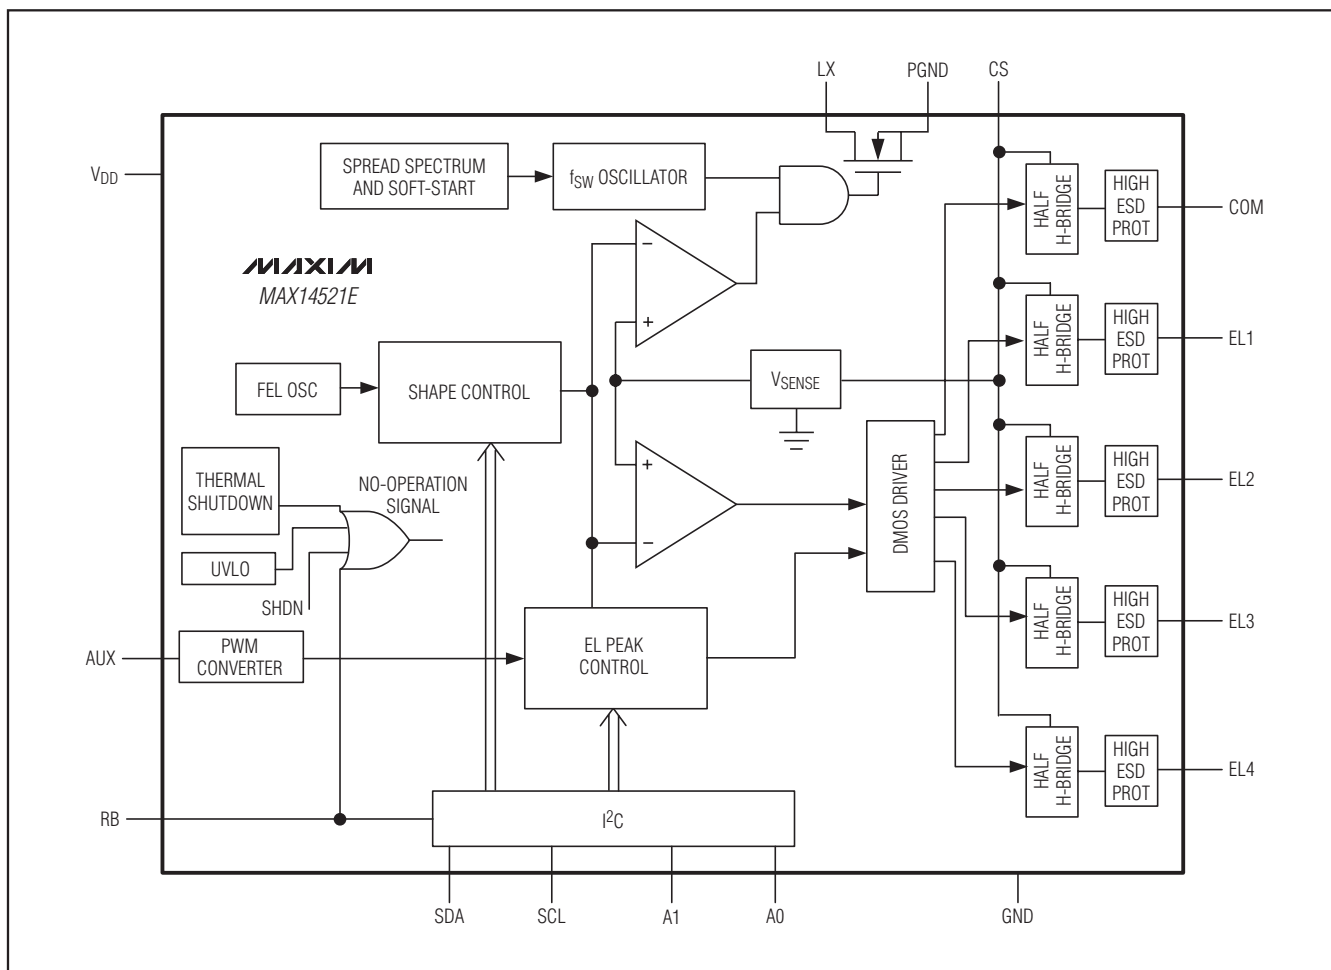 LX
PGND
CS
VDD
SPREAD SPECTRUM
AND SOFT-START
fSW OSCILLATOR
HALF
H-BRIDGE
HIGH
ESD
PROT
COM
MAXIM
MAX14521E
−
+
HALF
H-BRIDGE
HIGH
ESD
PROT
EL1
FEL OSC
SHAPE CONTROL
VSENSE
THERMAL
SHUTDOWN
NO-OPERATION
SIGNAL
+
−
DMOS DRIVER
HALF
H-BRIDGE
HIGH
ESD
PROT
EL2
UVLO
SHDN
HALF
H-BRIDGE
HIGH
ESD
PROT
EL3
AUX
PWM
CONVERTER
EL PEAK
CONTROL
HALF
H-BRIDGE
HIGH
ESD
PROT
EL4
RB
I2C
SDA
SCL
A1
A0
GND